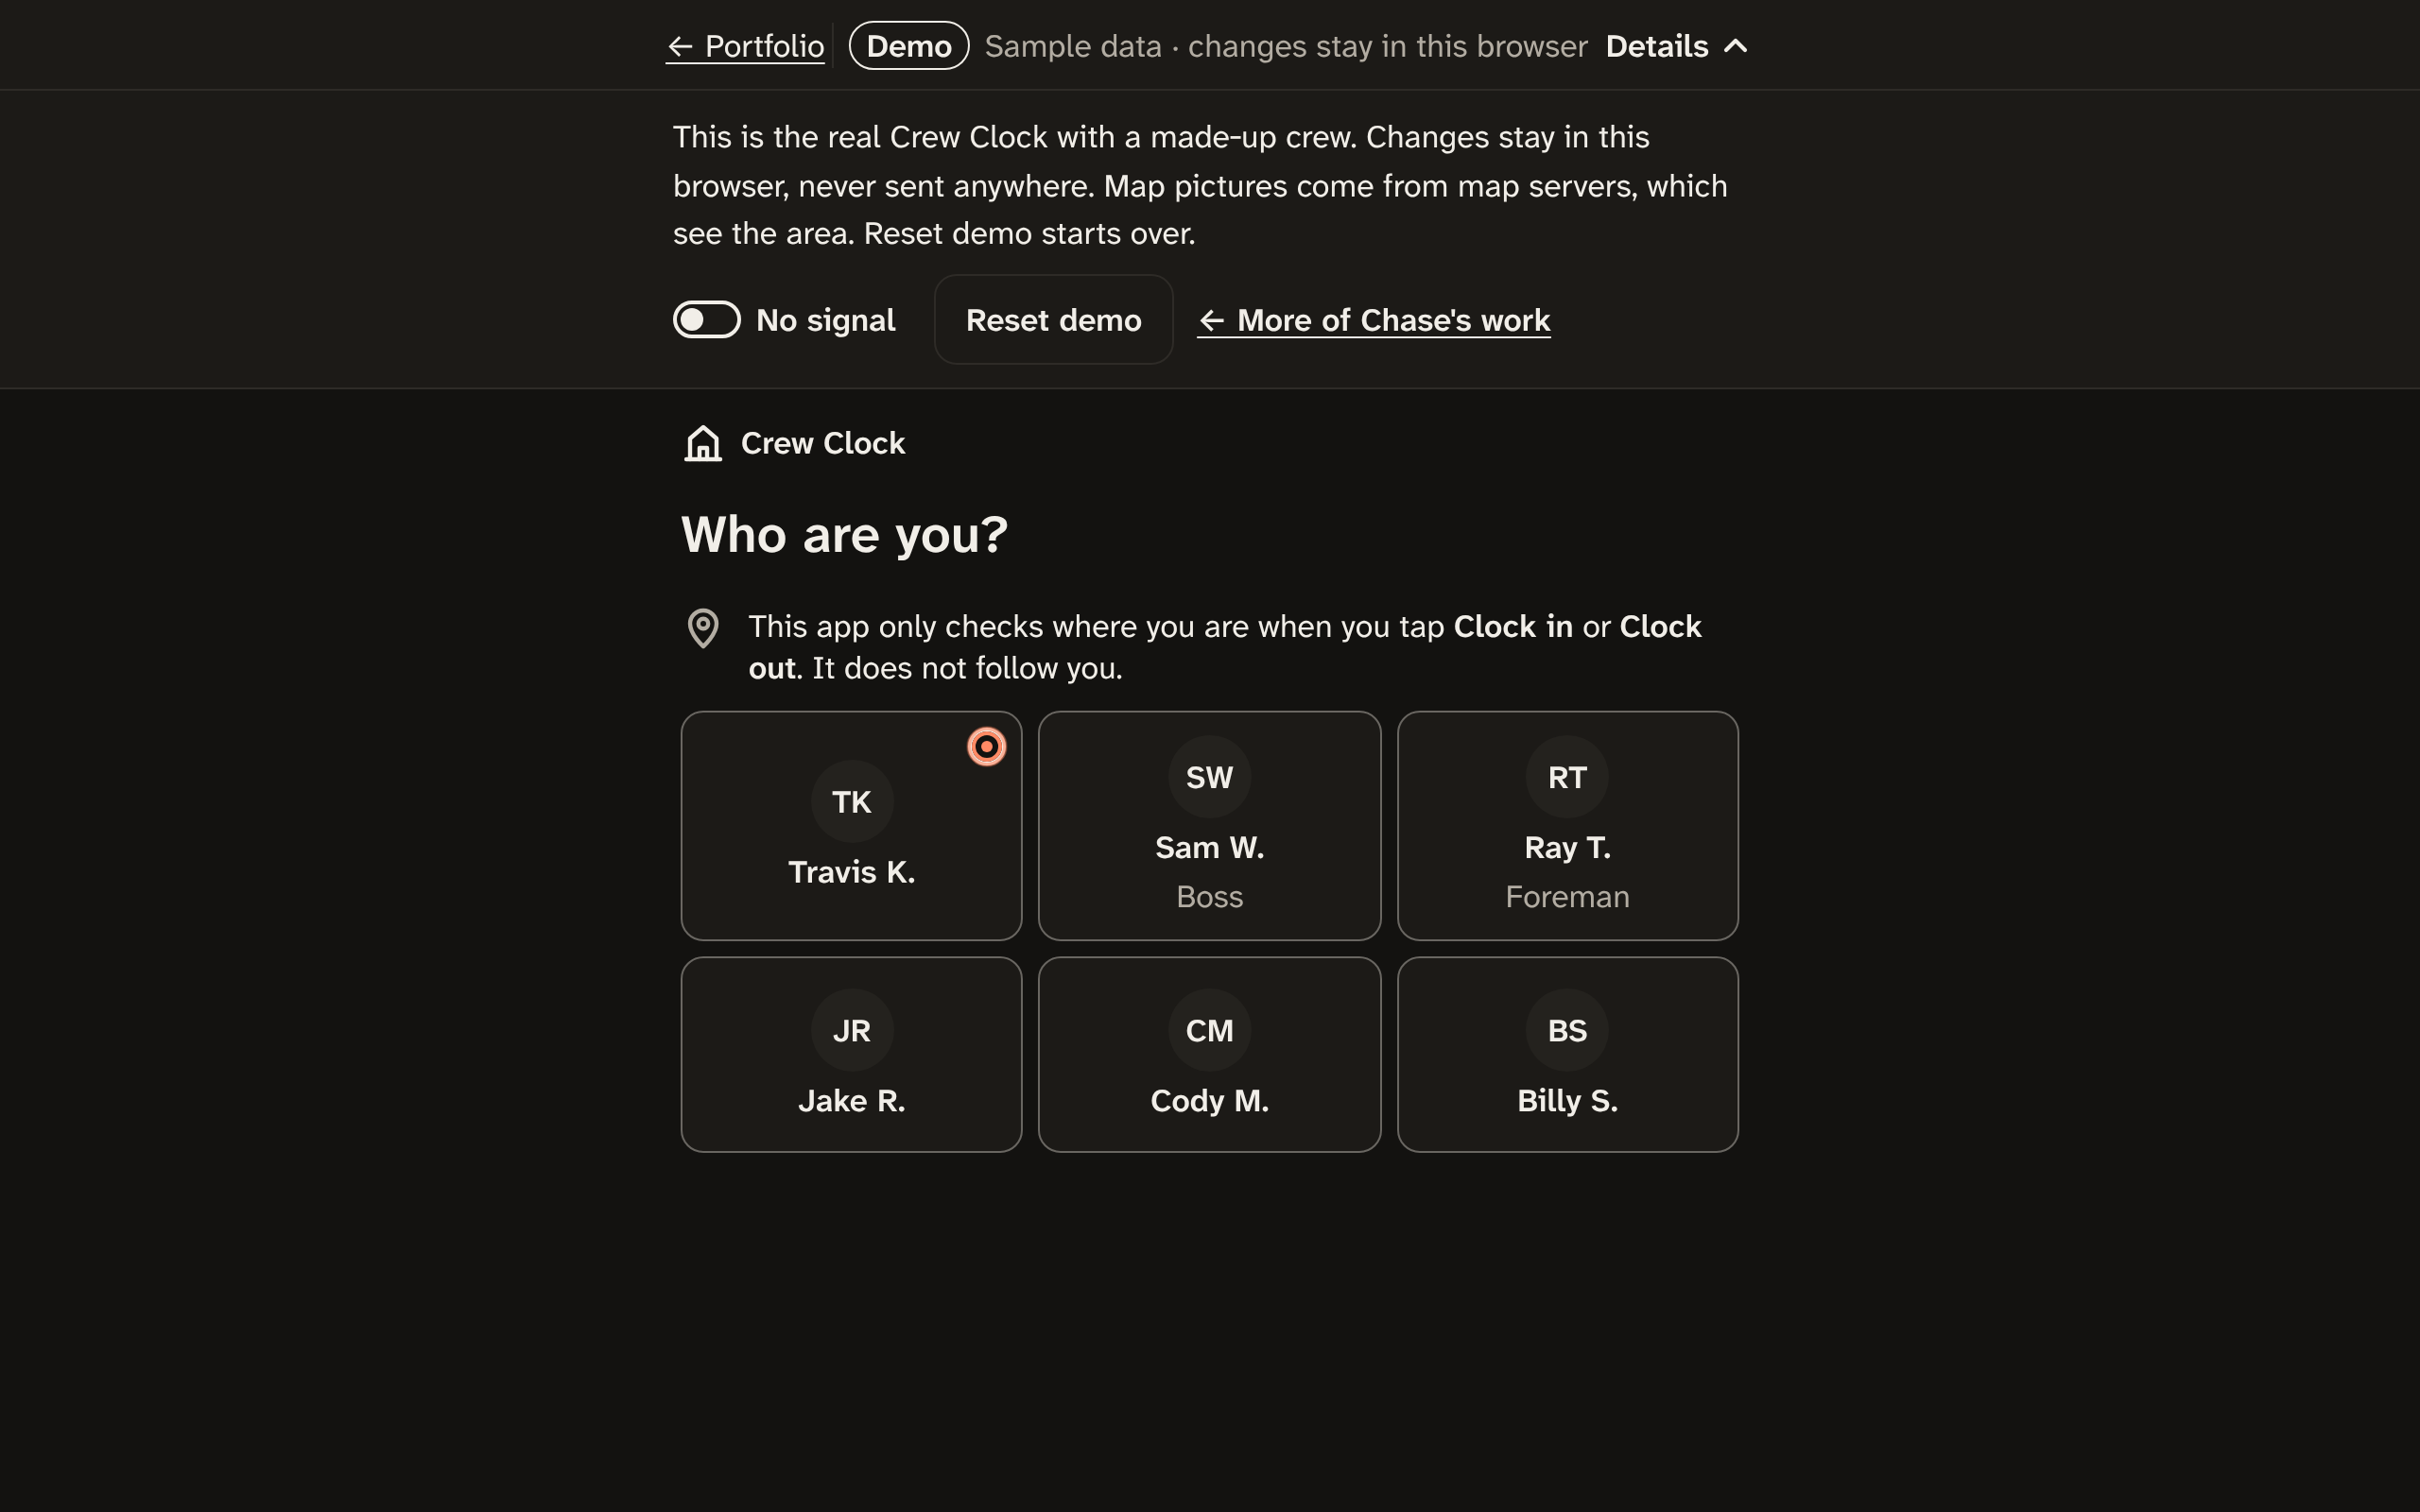 ← Portfolio Demo Sample data · changes stay in this browser Details
This is the real Crew Clock with a made-up crew. Changes stay in this
browser, never sent anywhere. Map pictures come from map servers, which
see the area. Reset demo starts over.
No signal Reset demo ← More of Chase's work
Crew Clock
Who are you?
This app only checks where you are when you tap Clock in or Clock
out. It does not follow you.
TK
Travis K.
SW
Sam W.
Boss
RT
Ray T.
Foreman
JR
Jake R.
CM
Cody M.
BS
Billy S.